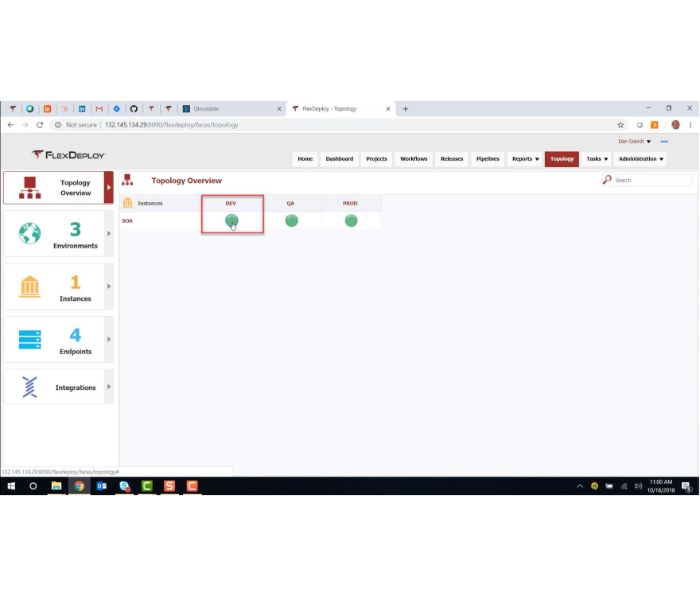 Qloudable
FlexDeploy - Topology
Not secure | 132.145.134.29:8090/flexdeploy/faces/topology
Dan Goerdt
FLEXDEPLOY
Home Dashboard Projects Workflows Releases Pipelines Reports Topology Tasks Administration
Topology Overview
Topology Overview
Search
Instances DEV QA PROD
SOA
3
Environments
1
Instances
4
Endpoints
Integrations
132.145.134.29:8090/flexdeploy/faces/topology#
11:00 AM
10/18/2018